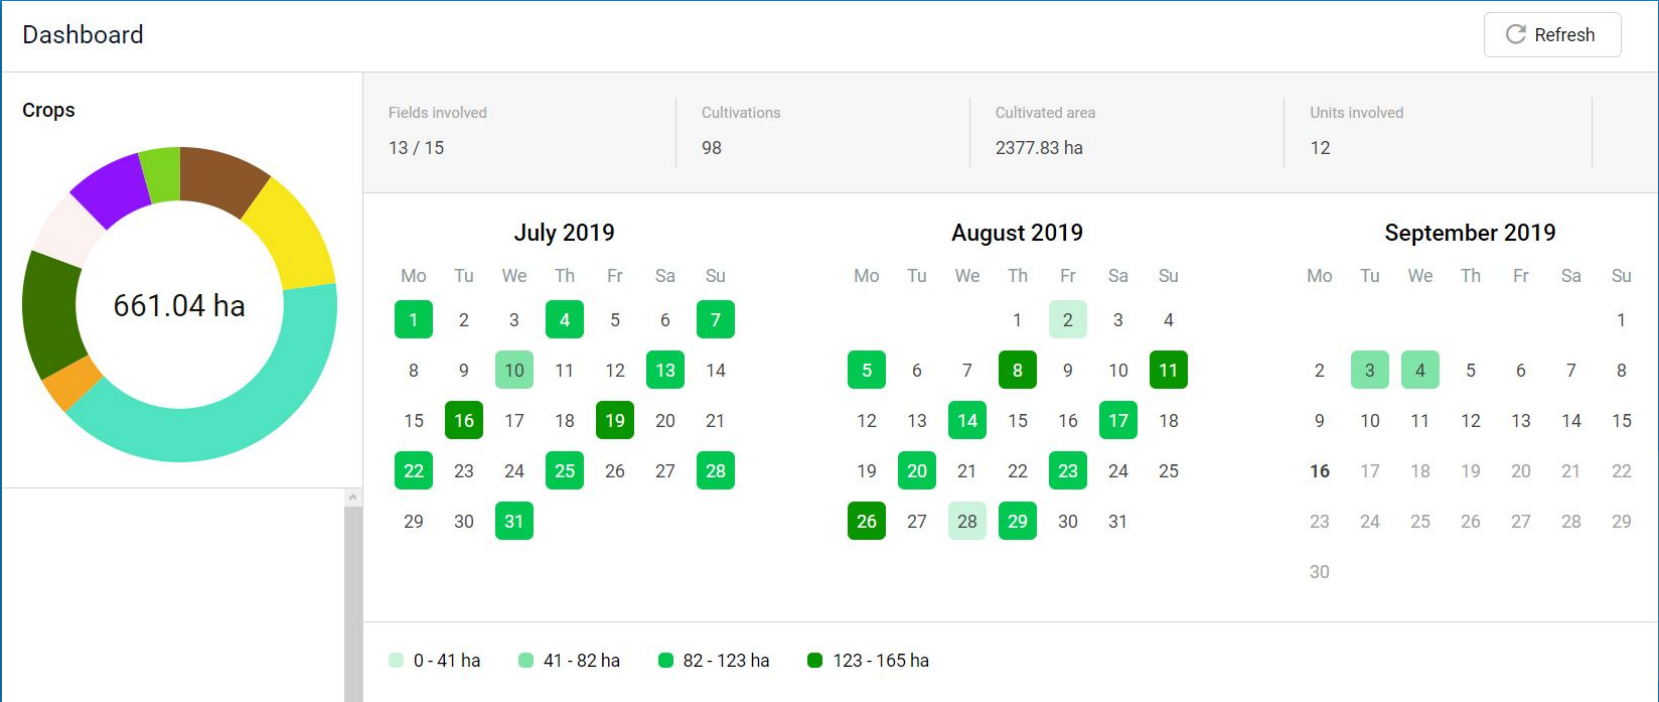 Dashboard
Refresh
Crops
661.04 ha
Fields involved
13 / 15
Cultivations
98
Cultivated area
2377.83 ha
Units involved
12
July 2019
Mo Tu We Th Fr Sa Su
1 2 3 4 5 6 7
8 9 10 11 12 13 14
15 16 17 18 19 20 21
22 23 24 25 26 27 28
29 30 31
August 2019
Mo Tu We Th Fr Sa Su
1 2 3 4
5 6 7 8 9 10 11
12 13 14 15 16 17 18
19 20 21 22 23 24 25
26 27 28 29 30 31
September 2019
Mo Tu We Th Fr Sa Su
1
2 3 4 5 6 7 8
9 10 11 12 13 14 15
16 17 18 19 20 21 22
23 24 25 26 27 28 29
30
0 - 41 ha
41 - 82 ha
82 - 123 ha
123 - 165 ha